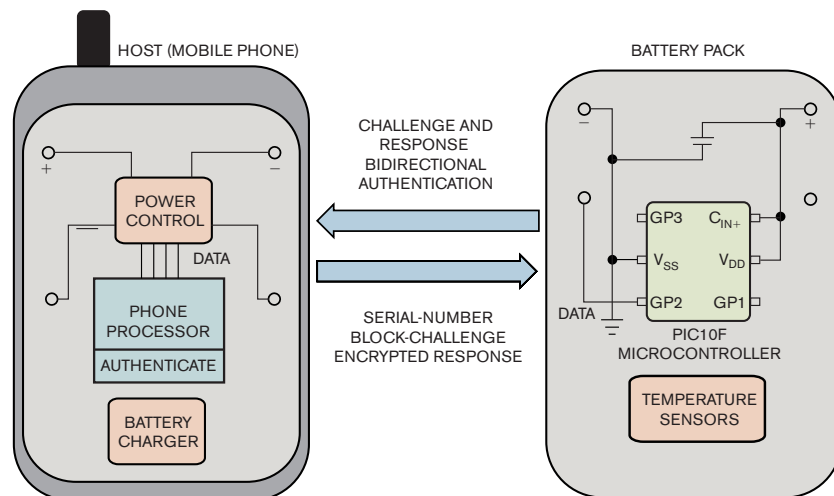 HOST (MOBILE PHONE)
BATTERY PACK
CHALLENGE AND
RESPONSE
BIDIRECTIONAL
AUTHENTICATION
+
−
POWER
CONTROL
DATA
PHONE
PROCESSOR
AUTHENTICATE
BATTERY
CHARGER
SERIAL-NUMBER
BLOCK-CHALLENGE
ENCRYPTED RESPONSE
−
+
GP3
CIN+
VSS
VDD
GP2
GP1
DATA
PIC10F
MICROCONTROLLER
TEMPERATURE
SENSORS